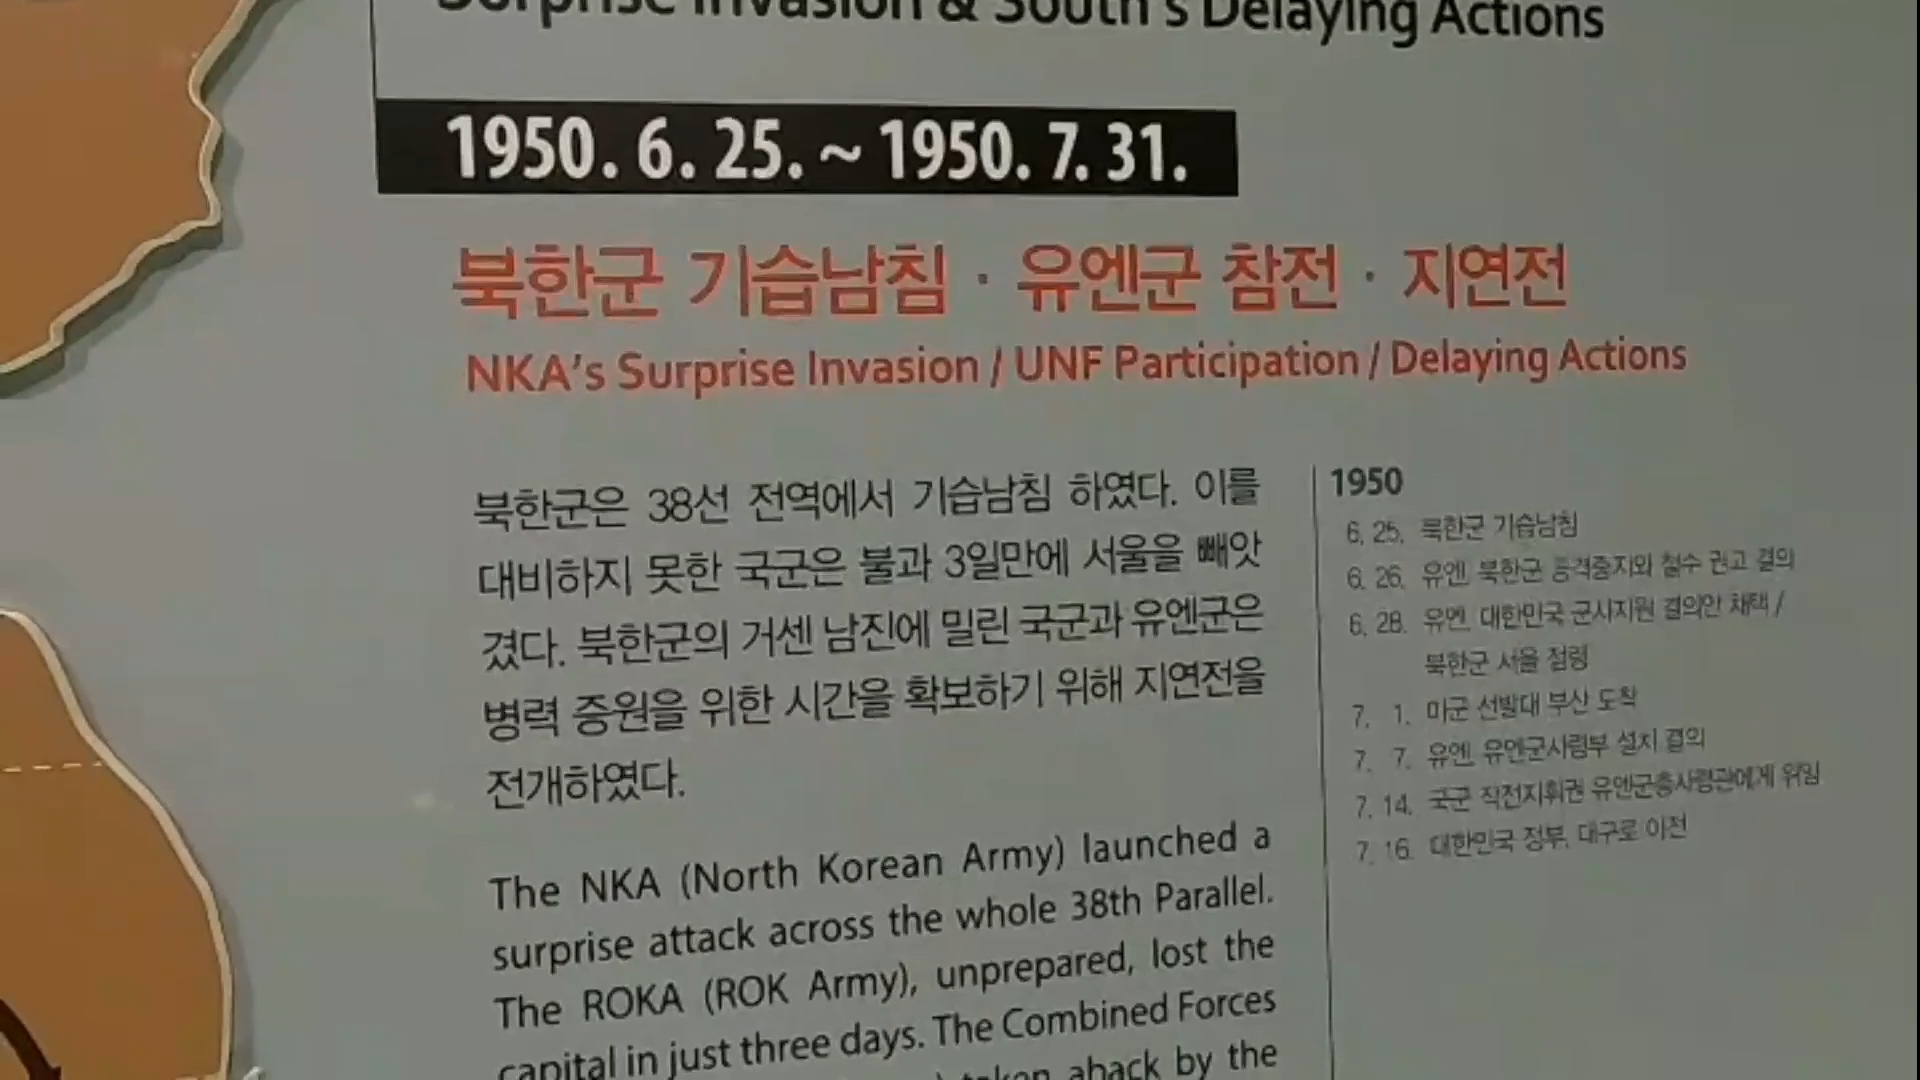 Surprise Invasion & South's Delaying Actions
1950. 6. 25. ~ 1950. 7. 31.
북한군 기습남침 · 유엔군 참전 · 지연전
NKA's Surprise Invasion / UNF Participation / Delaying Actions
북한군은 38선 전역에서 기습남침 하였다. 이를
대비하지 못한 국군은 불과 3일만에 서울을 빼앗
겼다. 북한군의 거센 남진에 밀린 국군과 유엔군은
병력 증원을 위한 시간을 확보하기 위해 지연전을
전개하였다.
The NKA (North Korean Army) launched a
surprise attack across the whole 38th Parallel.
The ROKA (ROK Army), unprepared, lost the
capital in just three days. The Combined Forces
taken aback by the
1950
6. 25. 북한군 기습남침
6. 26. 유엔, 북한군 공격중지와 철수 권고 결의
6. 28. 유엔, 대한민국 군사지원 결의안 채택 /
북한군 서울 점령
7. 1. 미군 선발대 부산 도착
7. 7. 유엔, 유엔군사령부 설치 결의
7. 14. 국군 작전지휘권 유엔군총사령관에게 위임
7. 16. 대한민국 정부, 대구로 이전